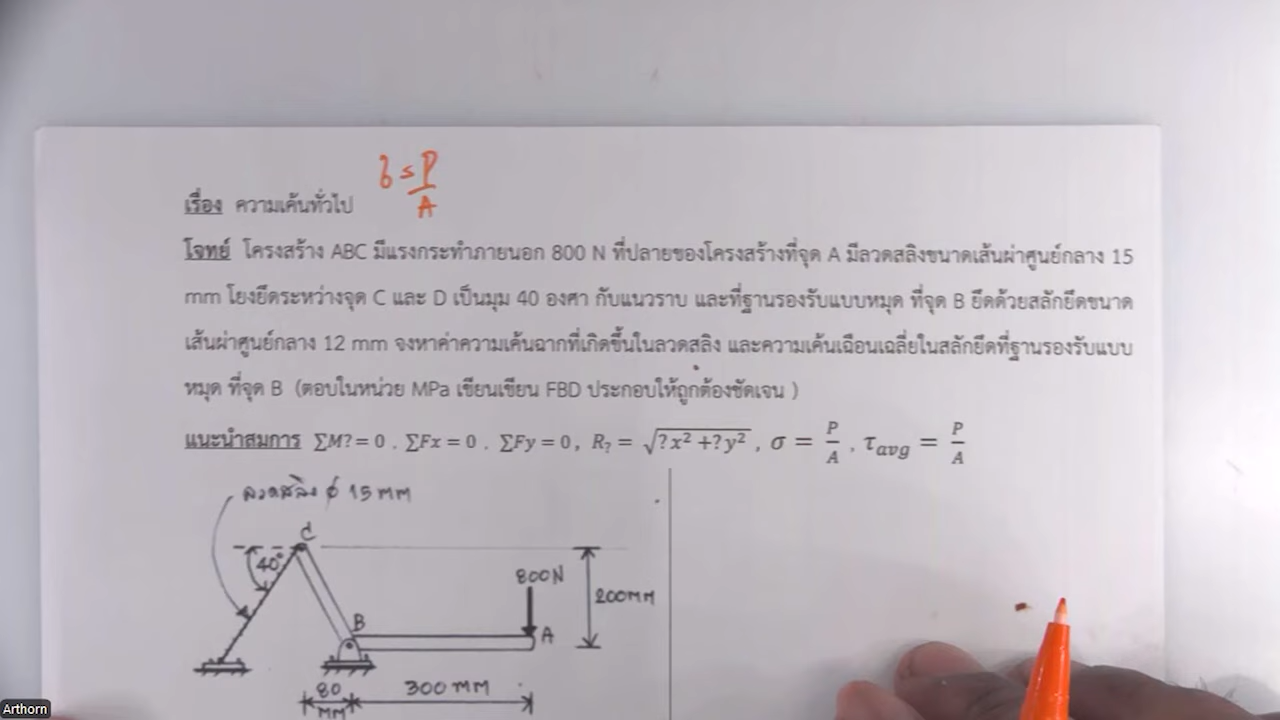 σ = P/A
เรื่อง ความเค้นทั่วไป
โจทย์ โครงสร้าง ABC มีแรงกระทำภายนอก 800 N ที่ปลายของโครงสร้างที่จุด A มีลวดสลิงขนาดเส้นผ่าศูนย์กลาง 15
mm โยงยึดระหว่างจุด C และ D เป็นมุม 40 องศา กับแนวราบ และที่ฐานรองรับแบบหมุด ที่จุด B ยึดด้วยสลักยึดขนาด
เส้นผ่าศูนย์กลาง 12 mm จงหาค่าความเค้นฉากที่เกิดขึ้นในลวดสลิง และความเค้นเฉือนเฉลี่ยในสลักยึดที่ฐานรองรับแบบ
หมุด ที่จุด B (ตอบในหน่วย MPa เขียนเขียน FBD ประกอบให้ถูกต้องชัดเจน )
แนะนำสมการ ∑M? = 0 . ∑Fx = 0 . ∑Fy = 0, R? = √?x² +?y² , σ = P/A , τavg = P/A
ลวดสลิง ϕ 15 mm
C
40°
800N
B
A
200mm
80
mm
300 mm
Arthorn